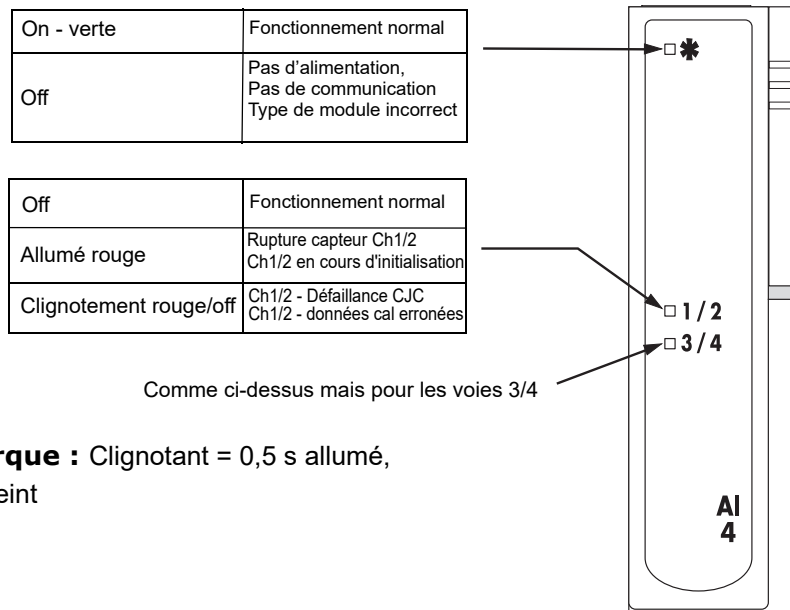 On - verte
Fonctionnement normal
Off
Pas d'alimentation,
Pas de communication
Type de module incorrect
Off
Fonctionnement normal
Allumé rouge
Rupture capteur Ch1/2
Ch1/2 en cours d'initialisation
Clignotement rouge/off
Ch1/2 - Défaillance CJC
Ch1/2 - données cal erronées
✱
1 / 2
3 / 4
Comme ci-dessus mais pour les voies 3/4
rque : Clignotant = 0,5 s allumé,
eint
AI
4